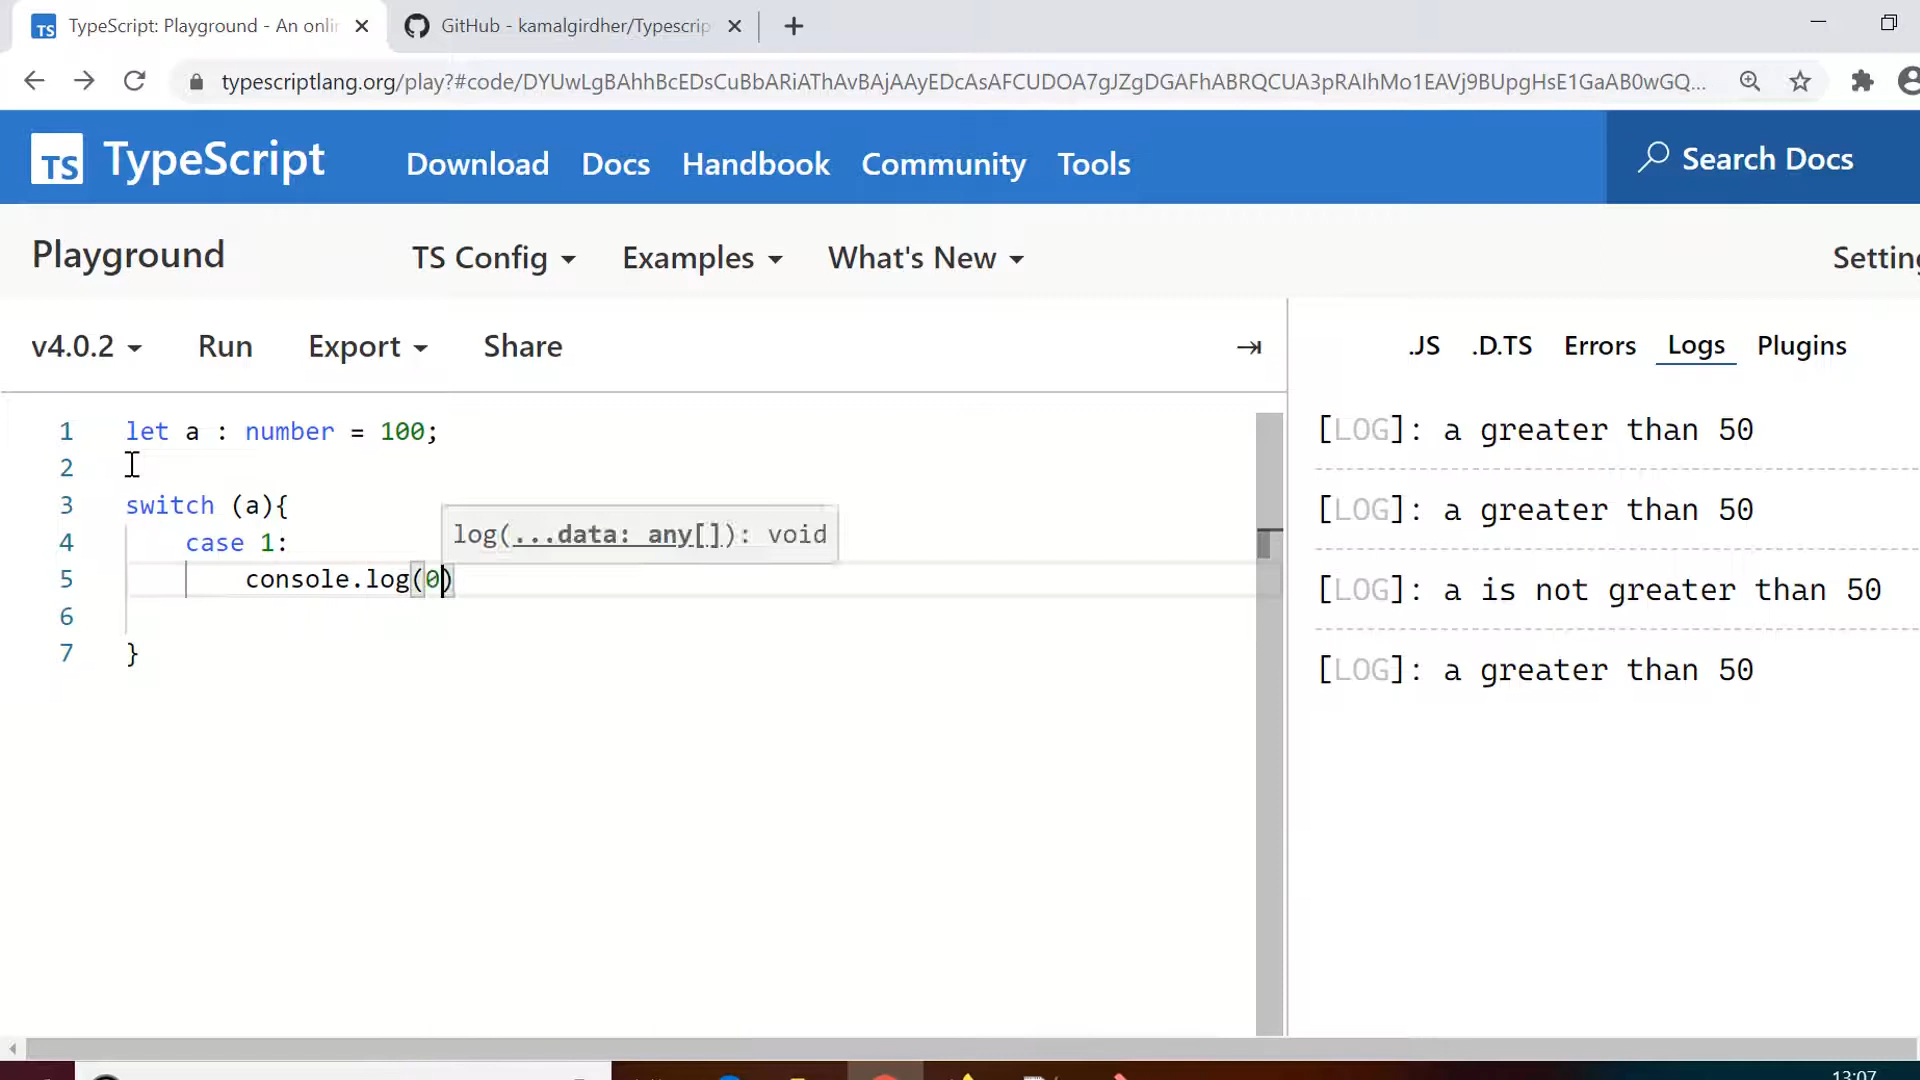 TS TypeScript: Playground - An onli
GitHub - kamalgirdher/Typescrip
typescriptlang.org/play?#code/DYUwLgBAhhBcEDsCuBbARiAThAvBAjAAyEDcAsAFCUDOA7gJZgDGAFhABRQCUA3pRAIhMo1EAVj9BUpgHsE1GaAB0wGQ...
TS TypeScript Download Docs Handbook Community Tools Search Docs
Playground TS Config Examples What's New Setting
v4.0.2 Run Export Share
.JS .D.TS Errors Logs Plugins
1 let a : number = 100;
2
3 switch (a){
4 case 1:
log(...data: any[]): void
5 console.log(0)
6
7 }
[LOG]: a greater than 50
[LOG]: a greater than 50
[LOG]: a is not greater than 50
[LOG]: a greater than 50
13:07